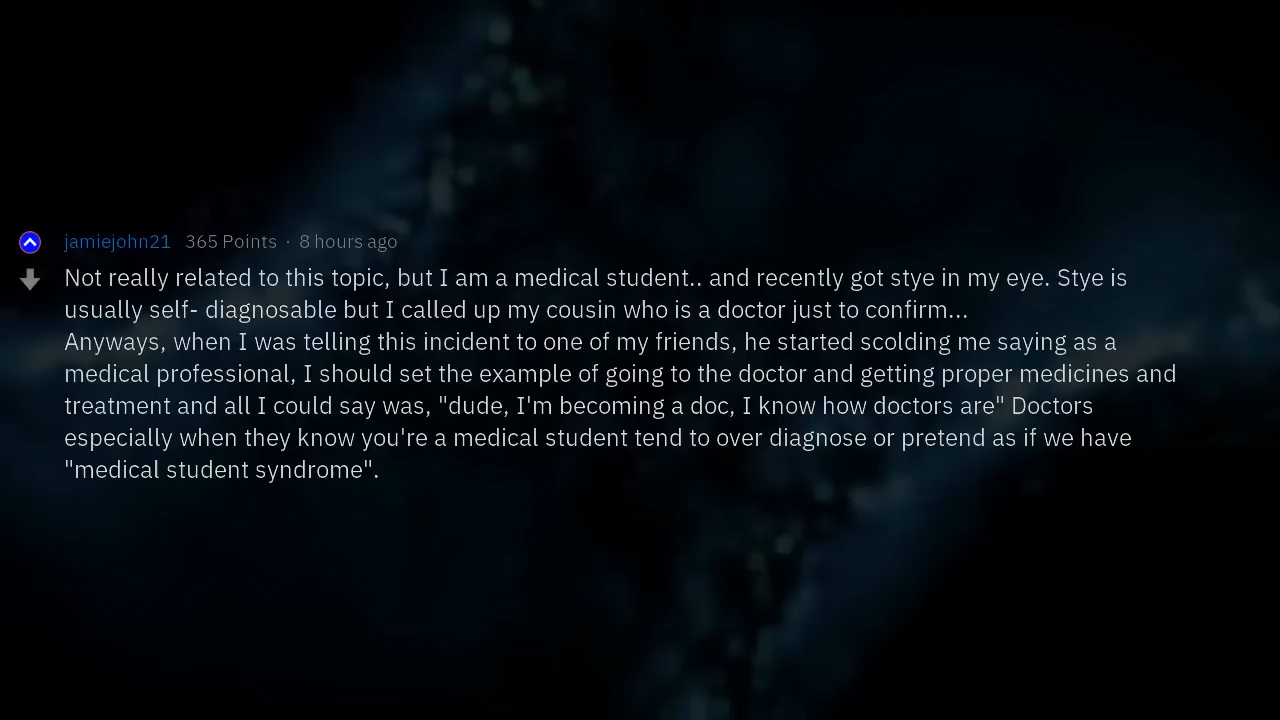 jamiejohn21 365 Points · 8 hours ago
Not really related to this topic, but I am a medical student.. and recently got stye in my eye. Stye is
usually self- diagnosable but I called up my cousin who is a doctor just to confirm...
Anyways, when I was telling this incident to one of my friends, he started scolding me saying as a
medical professional, I should set the example of going to the doctor and getting proper medicines and
treatment and all I could say was, "dude, I'm becoming a doc, I know how doctors are" Doctors
especially when they know you're a medical student tend to over diagnose or pretend as if we have
"medical student syndrome".